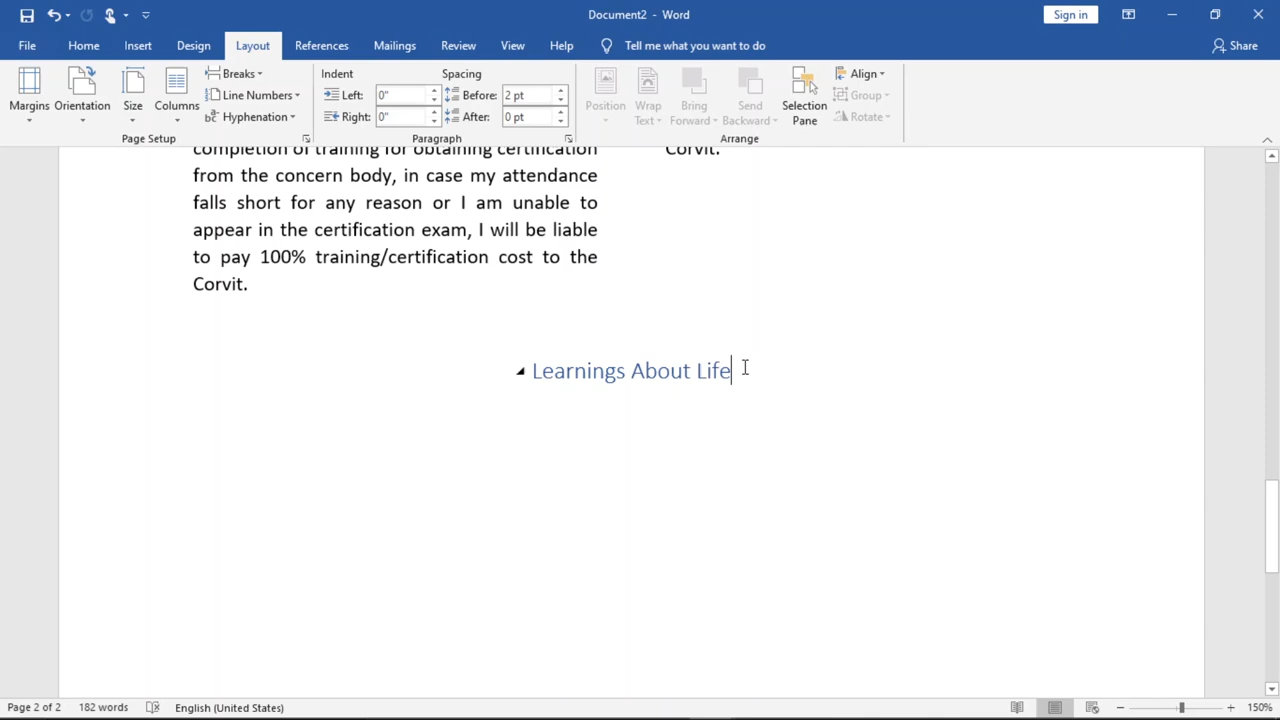 Document2 - Word
Sign in
File Home Insert Design Layout References Mailings Review View Help Tell me what you want to do Share
Margins Orientation Size Columns
Breaks
Line Numbers
Hyphenation
Page Setup
Indent
Left: 0"
Right: 0"
Spacing
Before: 2 pt
After: 0 pt
Paragraph
Position
Wrap Text
Bring Forward
Send Backward
Selection Pane
Align
Group
Rotate
Arrange
completion of training for obtaining certification
from the concern body, in case my attendance
falls short for any reason or I am unable to
appear in the certification exam, I will be liable
to pay 100% training/certification cost to the
Corvit.
Corvit.
Learnings About Life
Page 2 of 2 182 words English (United States) 150%